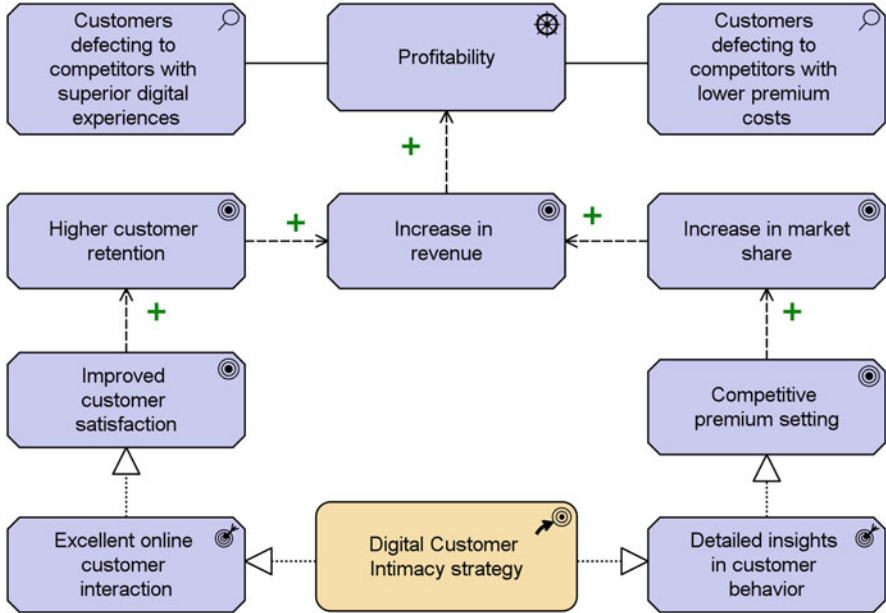 Customers
defecting to
competitors with
superior digital
experiences
Profitability
Customers
defecting to
competitors with
lower premium
costs
+
Higher customer
retention
+
Increase in
revenue
+
Increase in market
share
+
+
Improved
customer
satisfaction
Competitive
premium setting
Excellent online
customer
interaction
Digital Customer
Intimacy strategy
Detailed insights
in customer
behavior